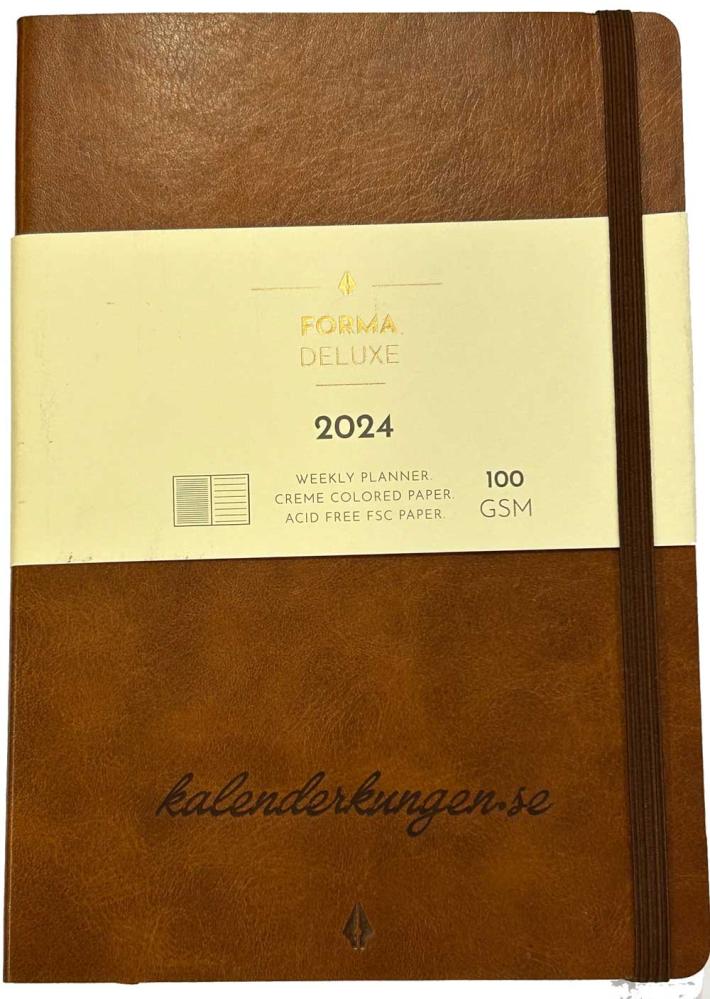 FORMA.
DELUXE
2024
WEEKLY PLANNER.
CREME COLORED PAPER.
ACID FREE FSC PAPER.
100
GSM
kalenderkungen.se